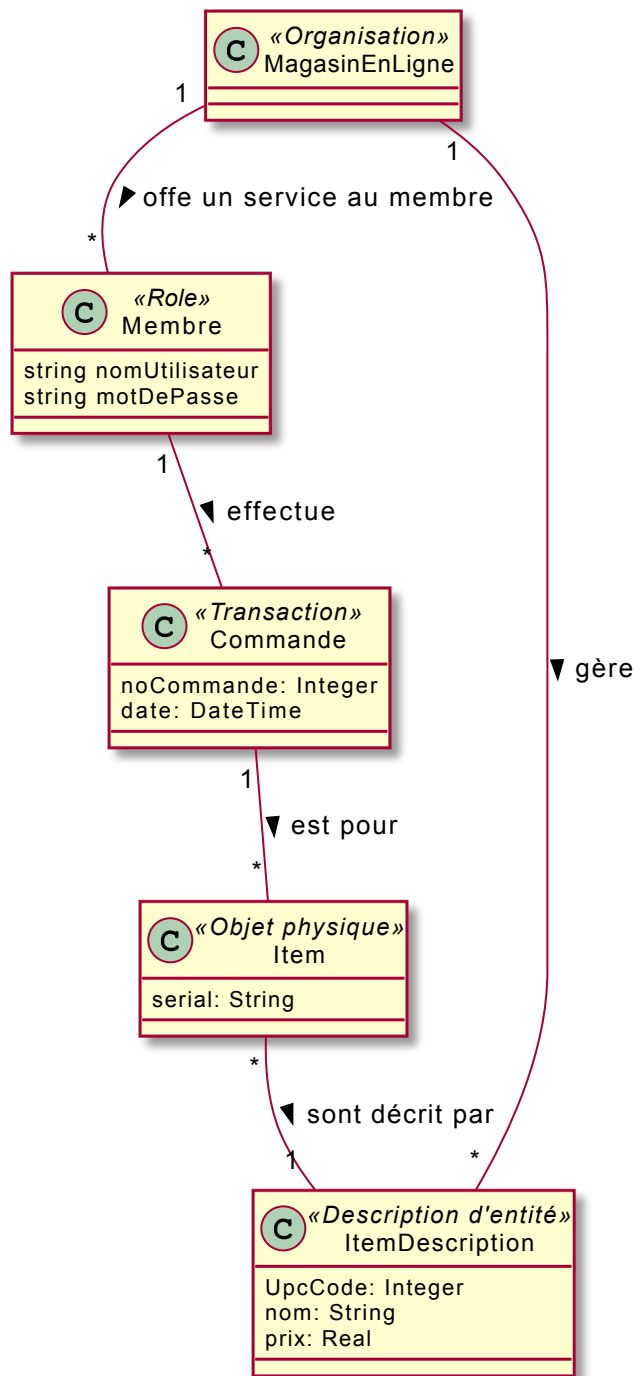 C
«Organisation»
MagasinEnLigne
1
1
offe un service au membre
*
C
«Role»
Membre
string nomUtilisateur
string motDePasse
1
effectue
*
C
«Transaction»
Commande
noCommande: Integer
date: DateTime
gère
1
est pour
*
C
«Objet physique»
Item
serial: String
*
sont décrit par
1
*
C
«Description d'entité»
ItemDescription
UpcCode: Integer
nom: String
prix: Real